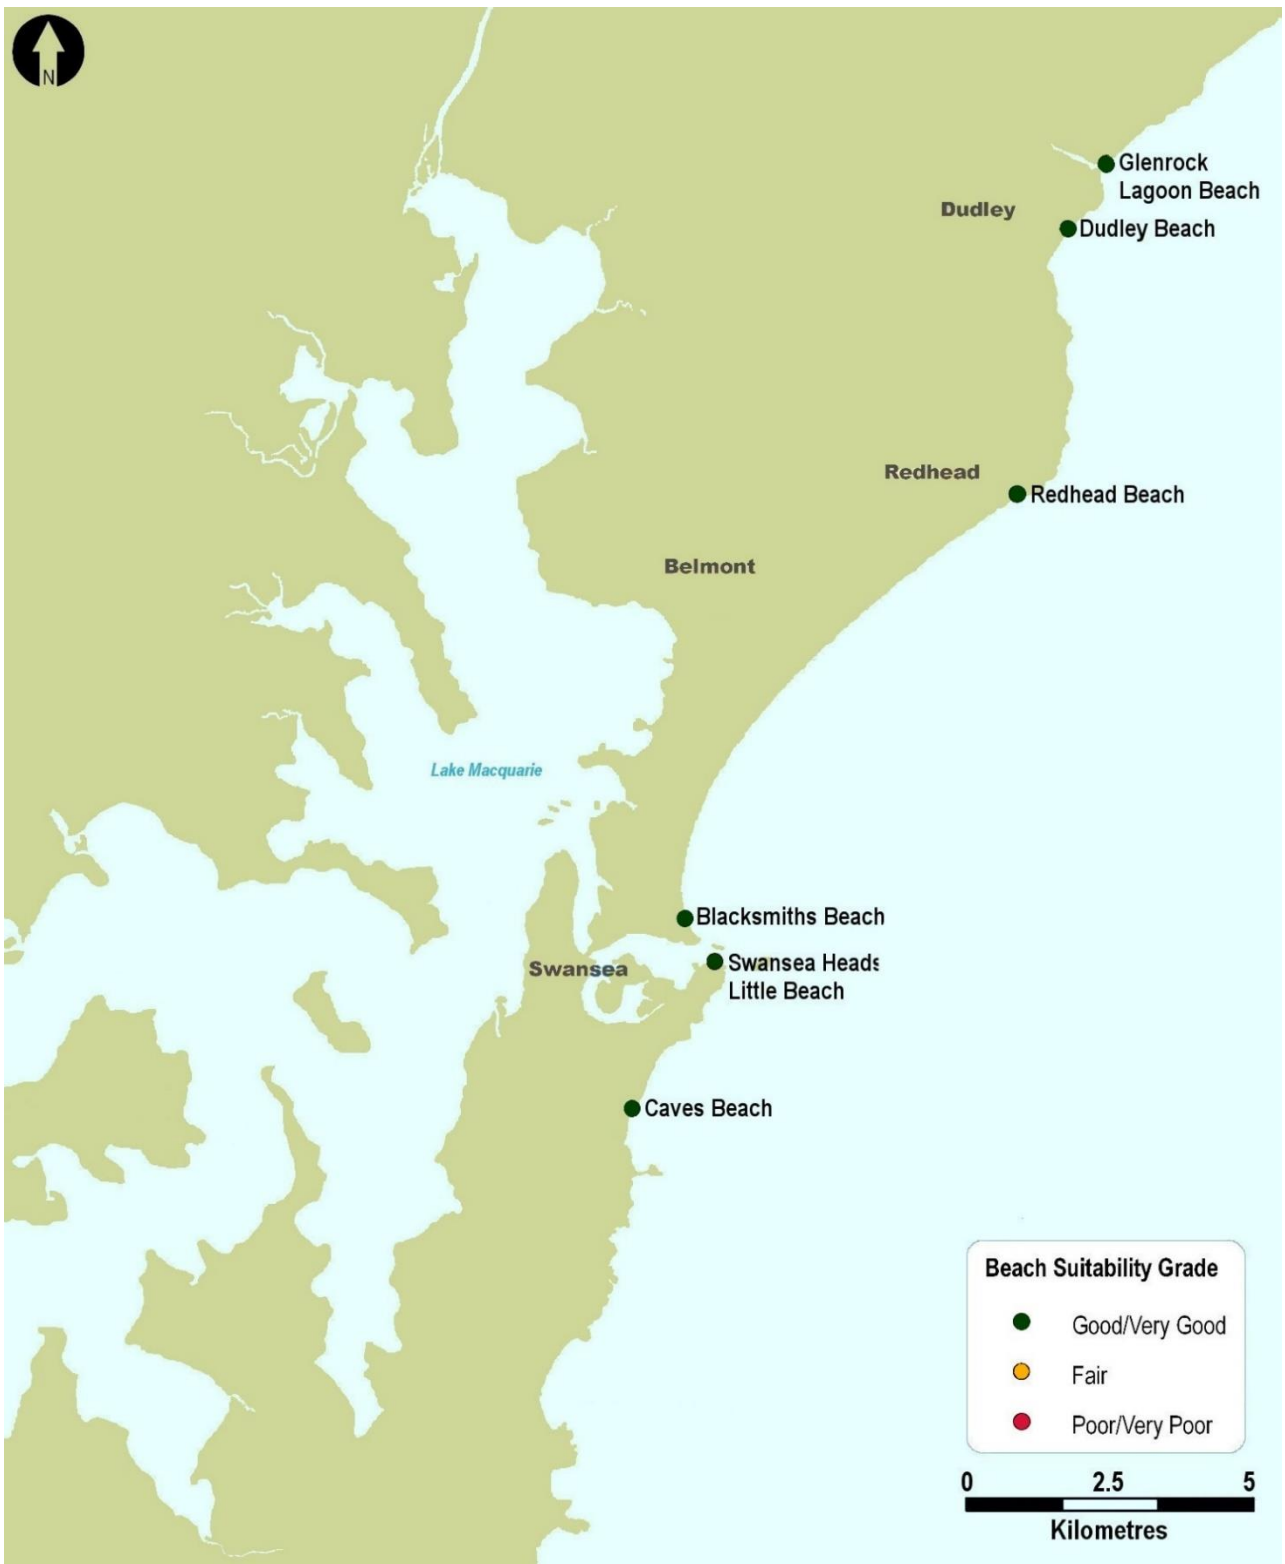 N
Glenrock
Lagoon Beach
Dudley
Dudley Beach
Redhead
Redhead Beach
Belmont
Lake Macquarie
Blacksmiths Beach
Swansea
Swansea Heads
Little Beach
Caves Beach
Beach Suitability Grade
Good/Very Good
Fair
Poor/Very Poor
0 2.5 5
Kilometres